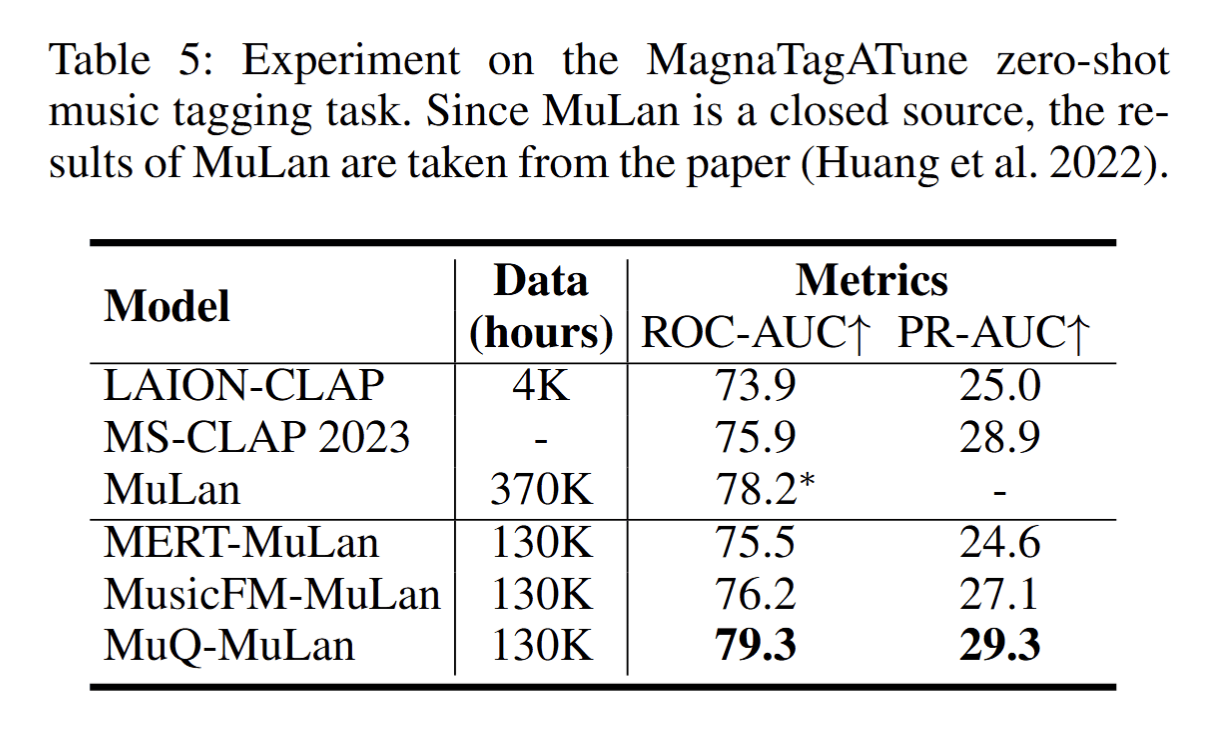 Table 5: Experiment on the MagnaTagATune zero-shot
music tagging task. Since MuLan is a closed source, the re-
sults of MuLan are taken from the paper (Huang et al. 2022).
Model Data (hours) Metrics
ROC-AUC↑ PR-AUC↑
LAION-CLAP 4K 73.9 25.0
MS-CLAP 2023 - 75.9 28.9
MuLan 370K 78.2* -
MERT-MuLan 130K 75.5 24.6
MusicFM-MuLan 130K 76.2 27.1
MuQ-MuLan 130K 79.3 29.3